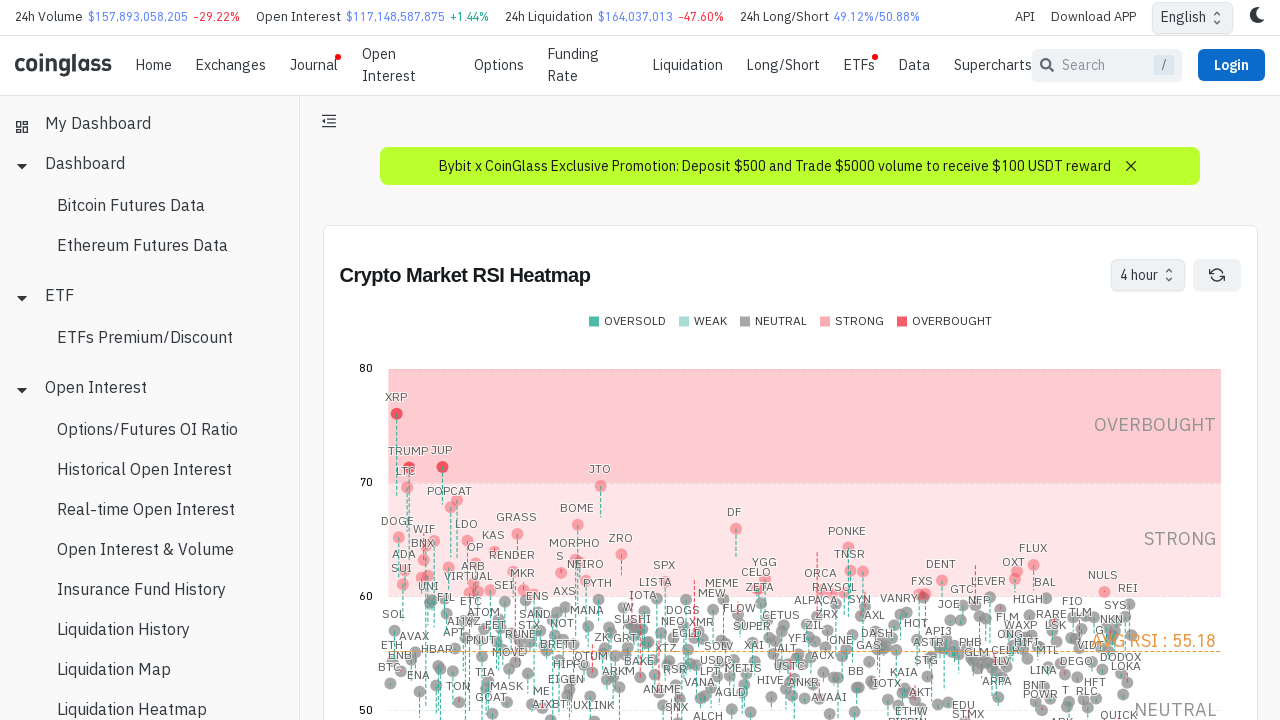 24h Volume $157,893,058,205 -29.22% Open Interest $117,148,587,875 +1.44% 24h Liquidation $164,037,013 -47.60% 24h Long/Short 49.12%/50.88% API Download APP English
coinglass Home Exchanges Journal Open Interest Options Funding Rate Liquidation Long/Short ETFs Data Supercharts Search / Login
My Dashboard
Dashboard
Bitcoin Futures Data
Ethereum Futures Data
ETF
ETFs Premium/Discount
Open Interest
Options/Futures OI Ratio
Historical Open Interest
Real-time Open Interest
Open Interest & Volume
Insurance Fund History
Liquidation History
Liquidation Map
Liquidation Heatmap
Bybit x CoinGlass Exclusive Promotion: Deposit $500 and Trade $5000 volume to receive $100 USDT reward
Crypto Market RSI Heatmap
4 hour
OVERSOLD WEAK NEUTRAL STRONG OVERBOUGHT
80
XRP
OVERBOUGHT
TRUMP JUP
LTC JTO
70
POPCAT
BOME
DOGE GRASS DF
WIF LDO
KAS ZRO PONKE
STRONG
BNX OP MORPHO
S FLUX
ADA RENDER TNSR
SUI ARB NEIRO SPX YGG OXT
VIRTUAL MKR CELO ORCA DENT NULS
UNI SEI PYTH LISTA MEME ZETA RAYSOL FXS LEVER BAL
REI
60
FIL ENS AXS IOTA MEW ALPACA SYN VANRY GTC
ETC MANA W DOGS FLOW JOE NFP HIGH FIO SYS
SOL ATOM SAND SUSHI NEO XMR CETUS ZRX AXL FLM RARE TLM
AI16Z PET STX NOT SUPER ZIL HOT WAXP LSK NKN
AVAX APT RUNE ZK GRT EGLD YFI DASH API3 ONG
AVG RSI : 55.18
ETH HBAR PNUT BRETT XTZ SOLV XAI ALT ONE GAS ASTR PHB HIFI VIDT
BNB MOVE BAKE USDC AUX STG GLM CELR MTL DODOX
BTC HIPPO RSR METIS USTC ILV DEGO LOKA
ENA TIA EIGEN ARKM LPT HIVE BB KAIA ARPA LINA
TON MASK ANIME VANA ANKR IOTX BNT HFT
GOAT ME AGLD AVAAI AKT POWR T RLC
AIXBT UXLINK SNX EDU
50
ALCH ETHW STMX QUICK
NEUTRAL